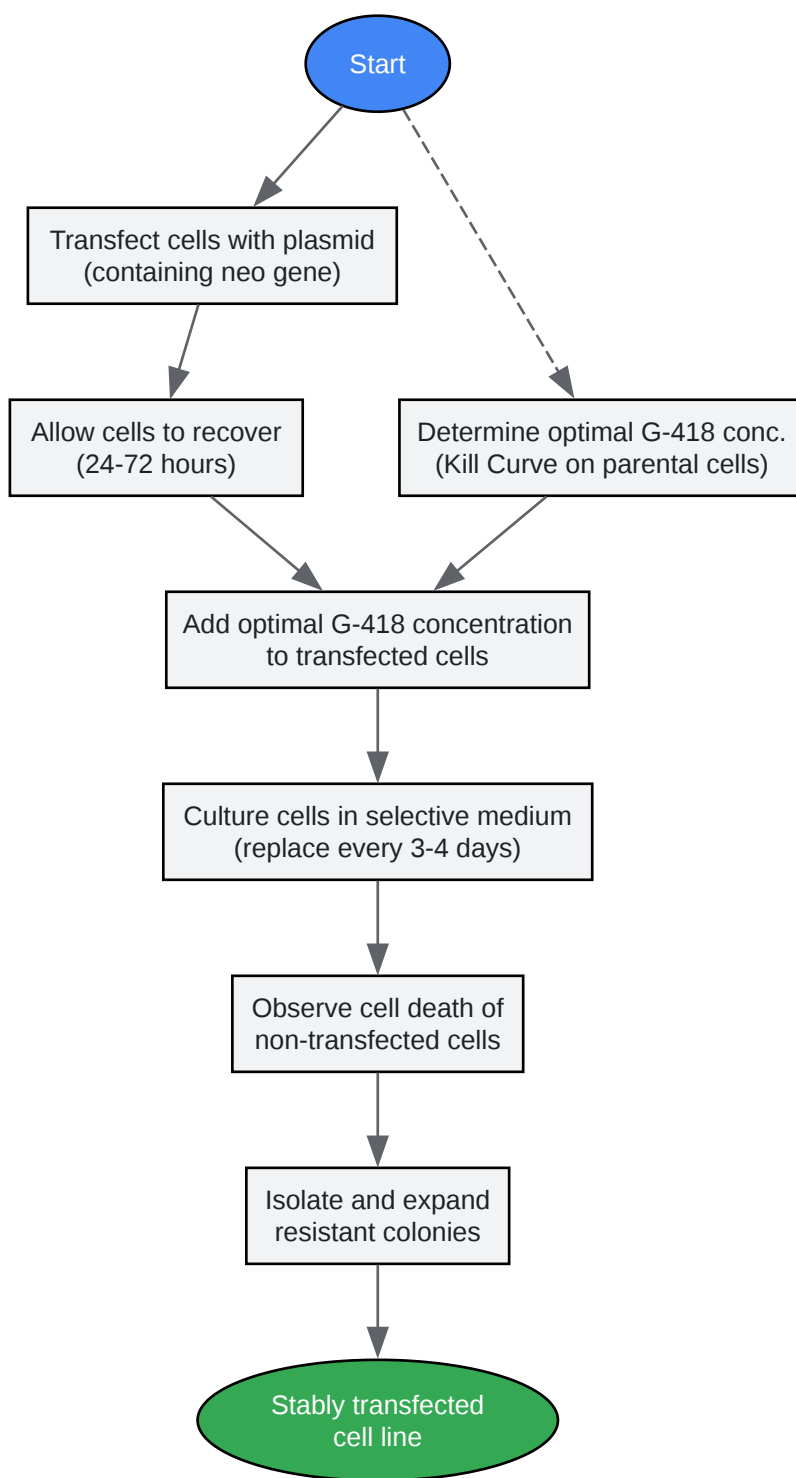 Start
Transfect cells with plasmid
(containing neo gene)
Allow cells to recover
(24-72 hours)
Determine optimal G-418 conc.
(Kill Curve on parental cells)
Add optimal G-418 concentration
to transfected cells
Culture cells in selective medium
(replace every 3-4 days)
Observe cell death of
non-transfected cells
Isolate and expand
resistant colonies
Stably transfected
cell line